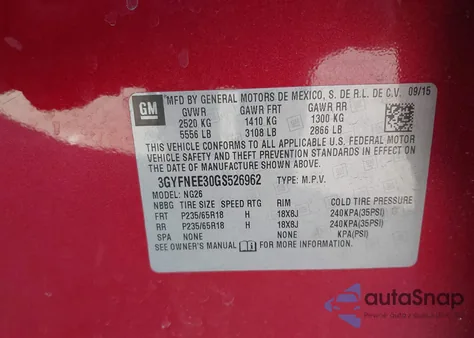 GM
MFD BY GENERAL MOTORS DE MEXICO, S. DE R.L. DE C.V. 09/15
GVWR GAWR FRT GAWR RR
2520 KG 1410 KG 1300 KG
5556 LB 3108 LB 2866 LB
THIS VEHICLE CONFORMS TO ALL APPLICABLE U.S. FEDERAL MOTOR
VEHICLE SAFETY AND THEFT PREVENTION STANDARDS IN EFFECT ON
THE DATE OF MANUFACTURE SHOWN ABOVE.
3GYFNEE30GS526962 TYPE: M.P.V.
MODEL: NG26
NBBG TIRE SIZE SPEED RTG RIM COLD TIRE PRESSURE
FRT P235/65R18 H 18X8J 240KPA(35PSI)
RR P235/65R18 H 18X8J 240KPA(35PSI)
SPA NONE NONE KPA(PSI)
SEE OWNER'S MANUAL FOR MORE INFORMATION.
autoSnap